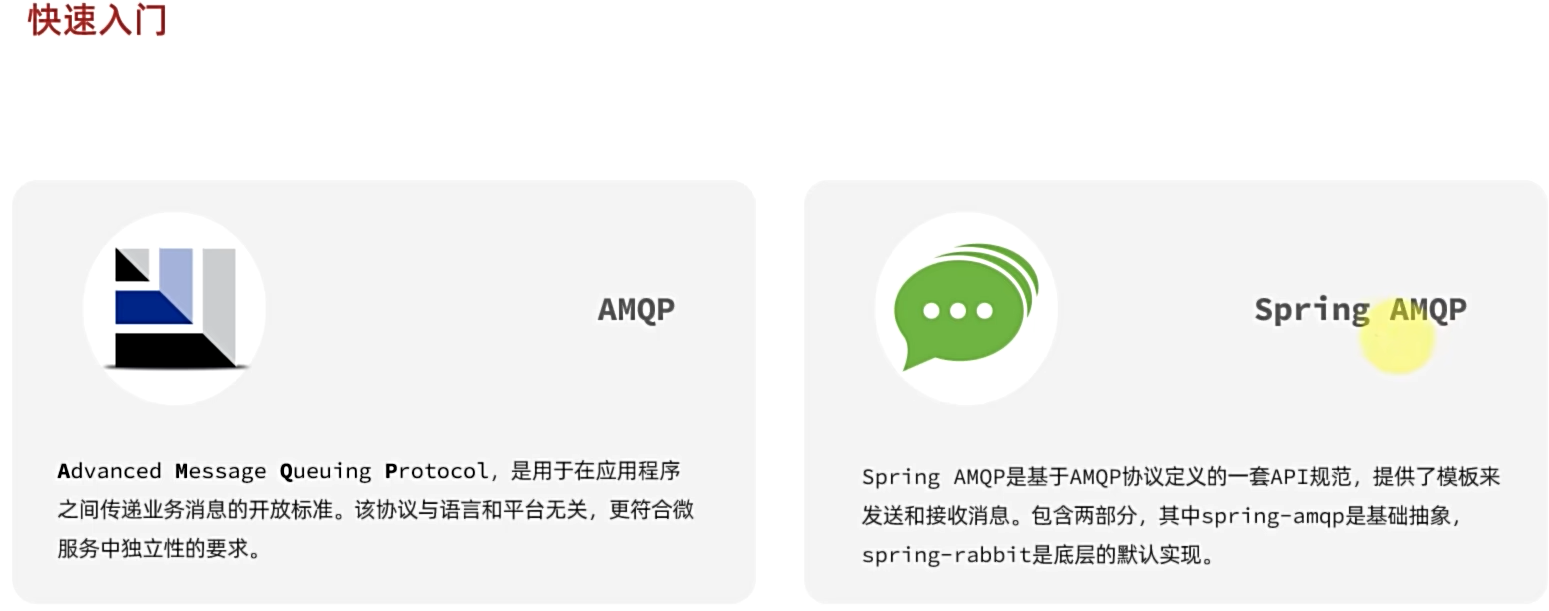 快速入门
AMQP
Advanced Message Queuing Protocol，是用于在应用程序
之间传递业务消息的开放标准。该协议与语言和平台无关，更符合微
服务中独立性的要求。
Spring AMQP
Spring AMQP是基于AMQP协议定义的一套API规范，提供了模板来
发送和接收消息。包含两部分，其中spring-amqp是基础抽象，
spring-rabbit是底层的默认实现。